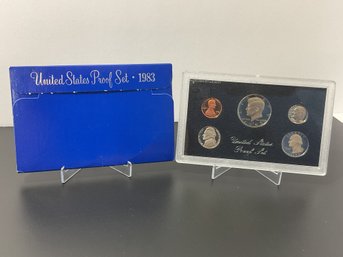 United States Proof Set · 1983
United States
Proof Set